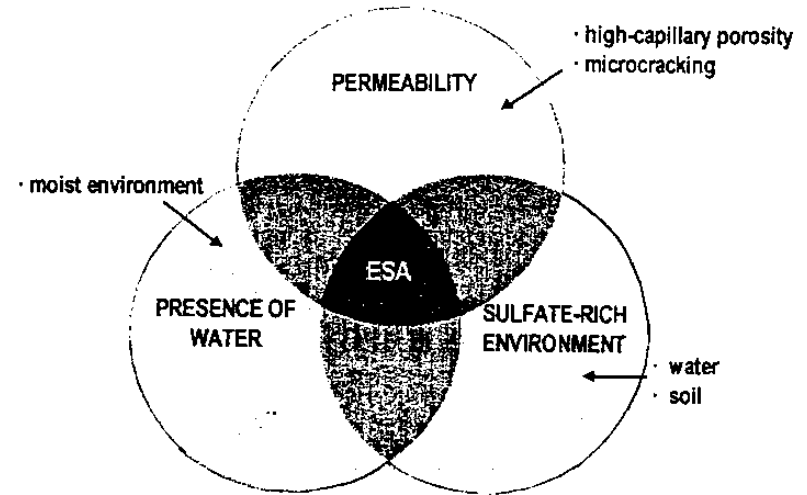 · high-capillary porosity
· microcracking
PERMEABILITY
· moist environment
ESA
PRESENCE OF
WATER
SULFATE-RICH
ENVIRONMENT
· water
· soil